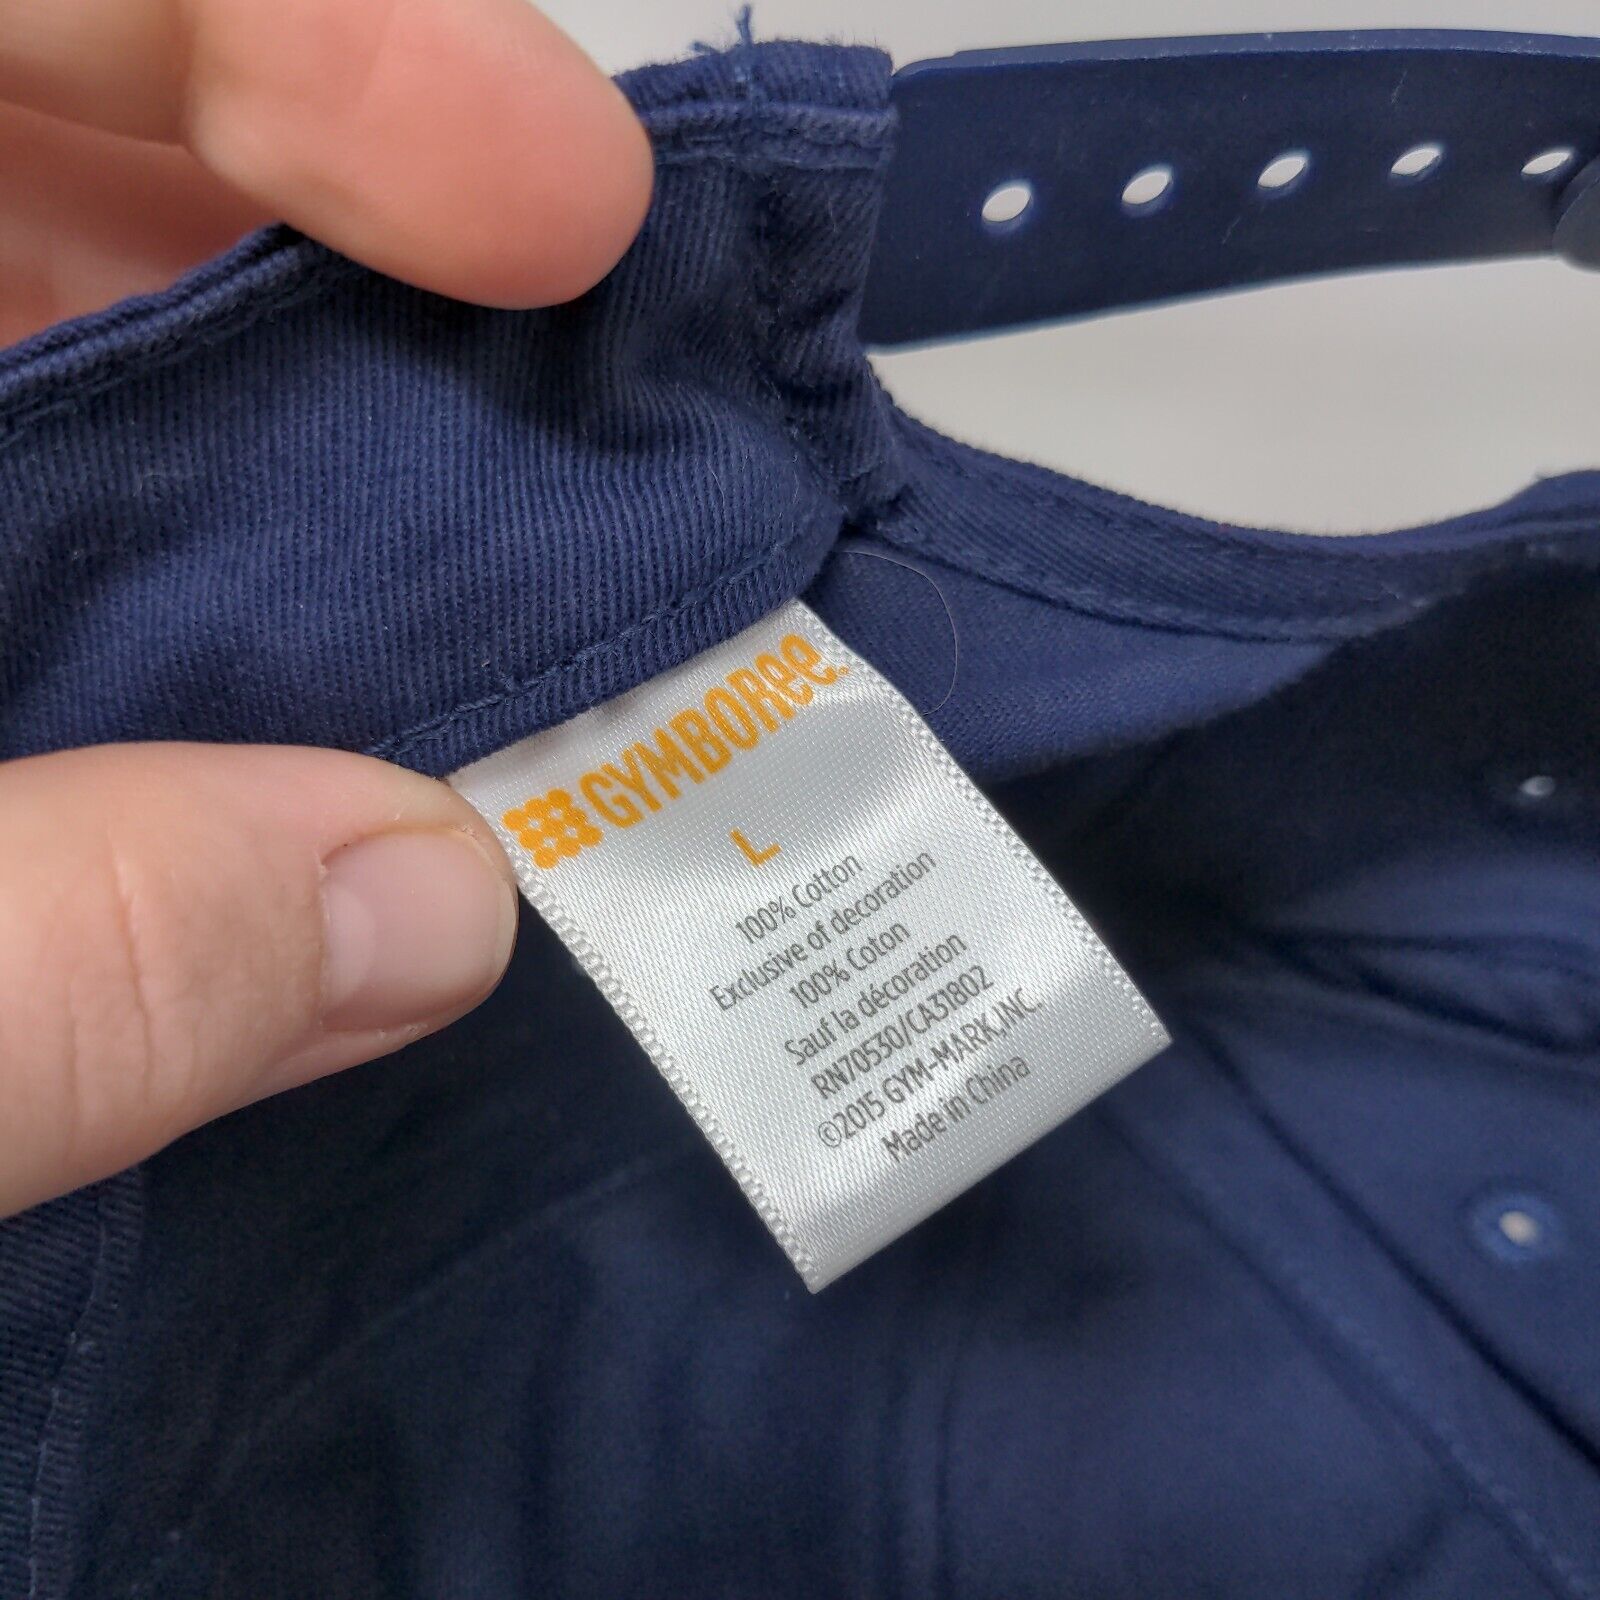 GYMBOREE
L
100% Cotton
Exclusive of decoration
100% Coton
Sauf la décoration
RN70530/CA31802
©2015 GYM-MARK,INC.
Made in China